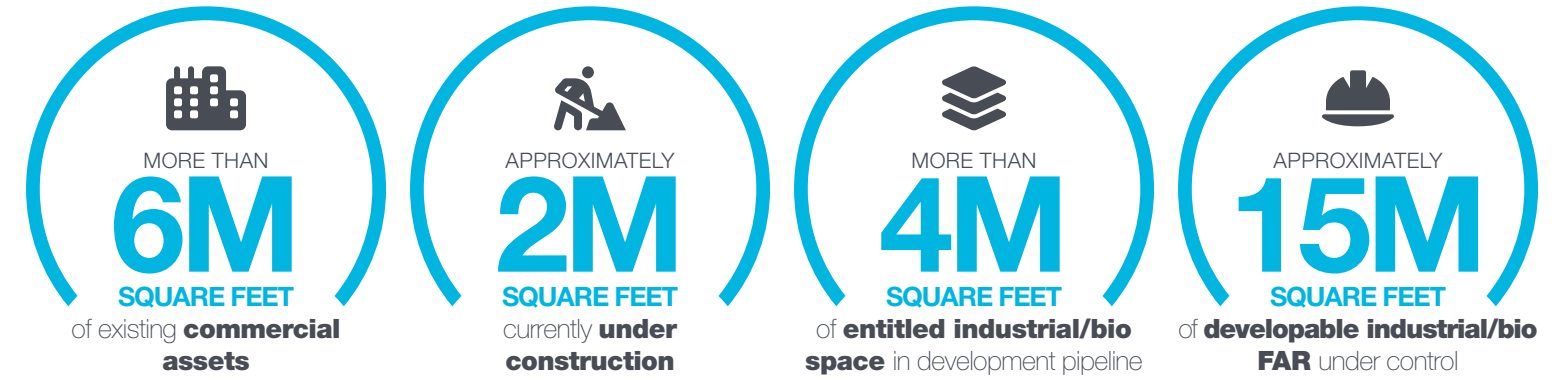 MORE THAN
6M
SQUARE FEET
of existing commercial
assets
APPROXIMATELY
2M
SQUARE FEET
currently under
construction
MORE THAN
4M
SQUARE FEET
of entitled industrial/bio
space in development pipeline
APPROXIMATELY
15M
SQUARE FEET
of developable industrial/bio
FAR under control